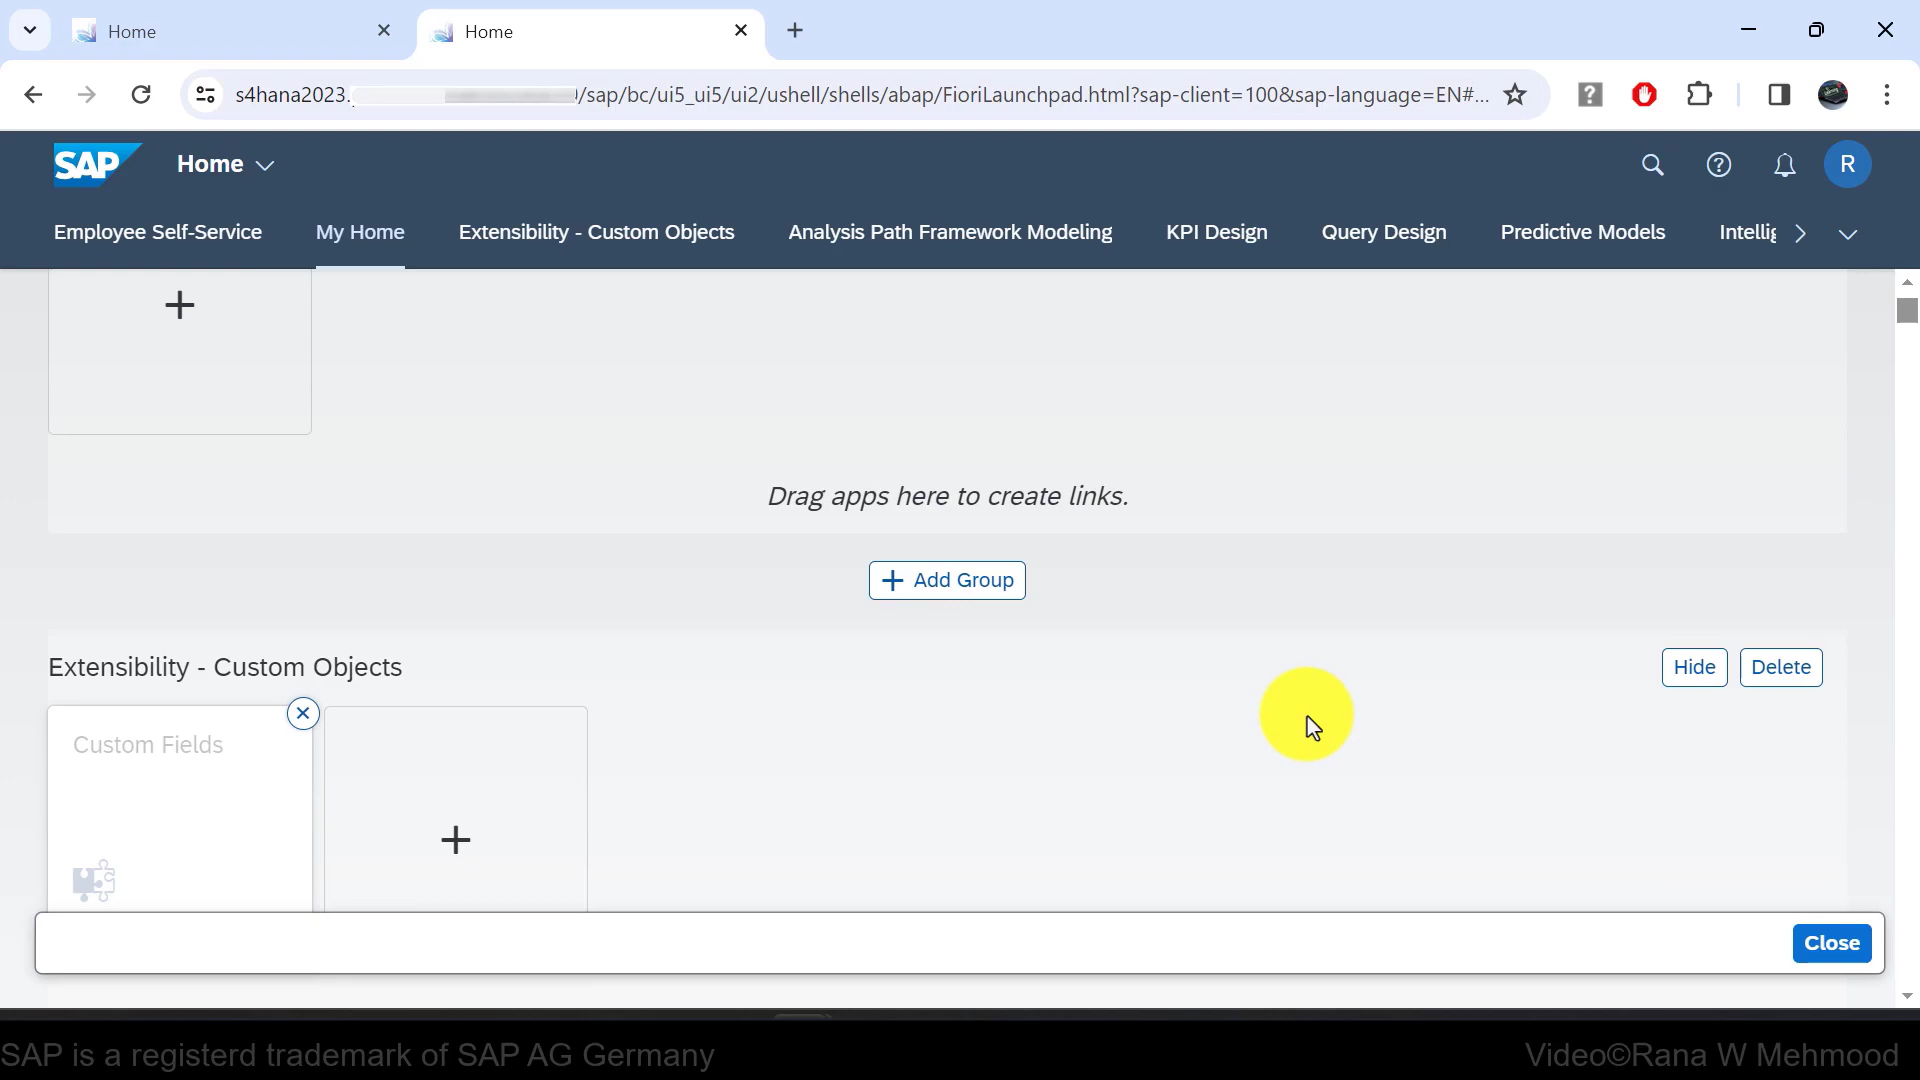 Home
Home
s4hana2023.
/sap/bc/ui5_ui5/ui2/ushell/shells/abap/FioriLaunchpad.html?sap-client=100&sap-language=EN#...
SAP
Home
R
Employee Self-Service
My Home
Extensibility - Custom Objects
Analysis Path Framework Modeling
KPI Design
Query Design
Predictive Models
Intellig
Drag apps here to create links.
Add Group
Extensibility - Custom Objects
Hide
Delete
Custom Fields
Close
SAP is a registerd trademark of SAP AG Germany
Video©Rana W Mehmood